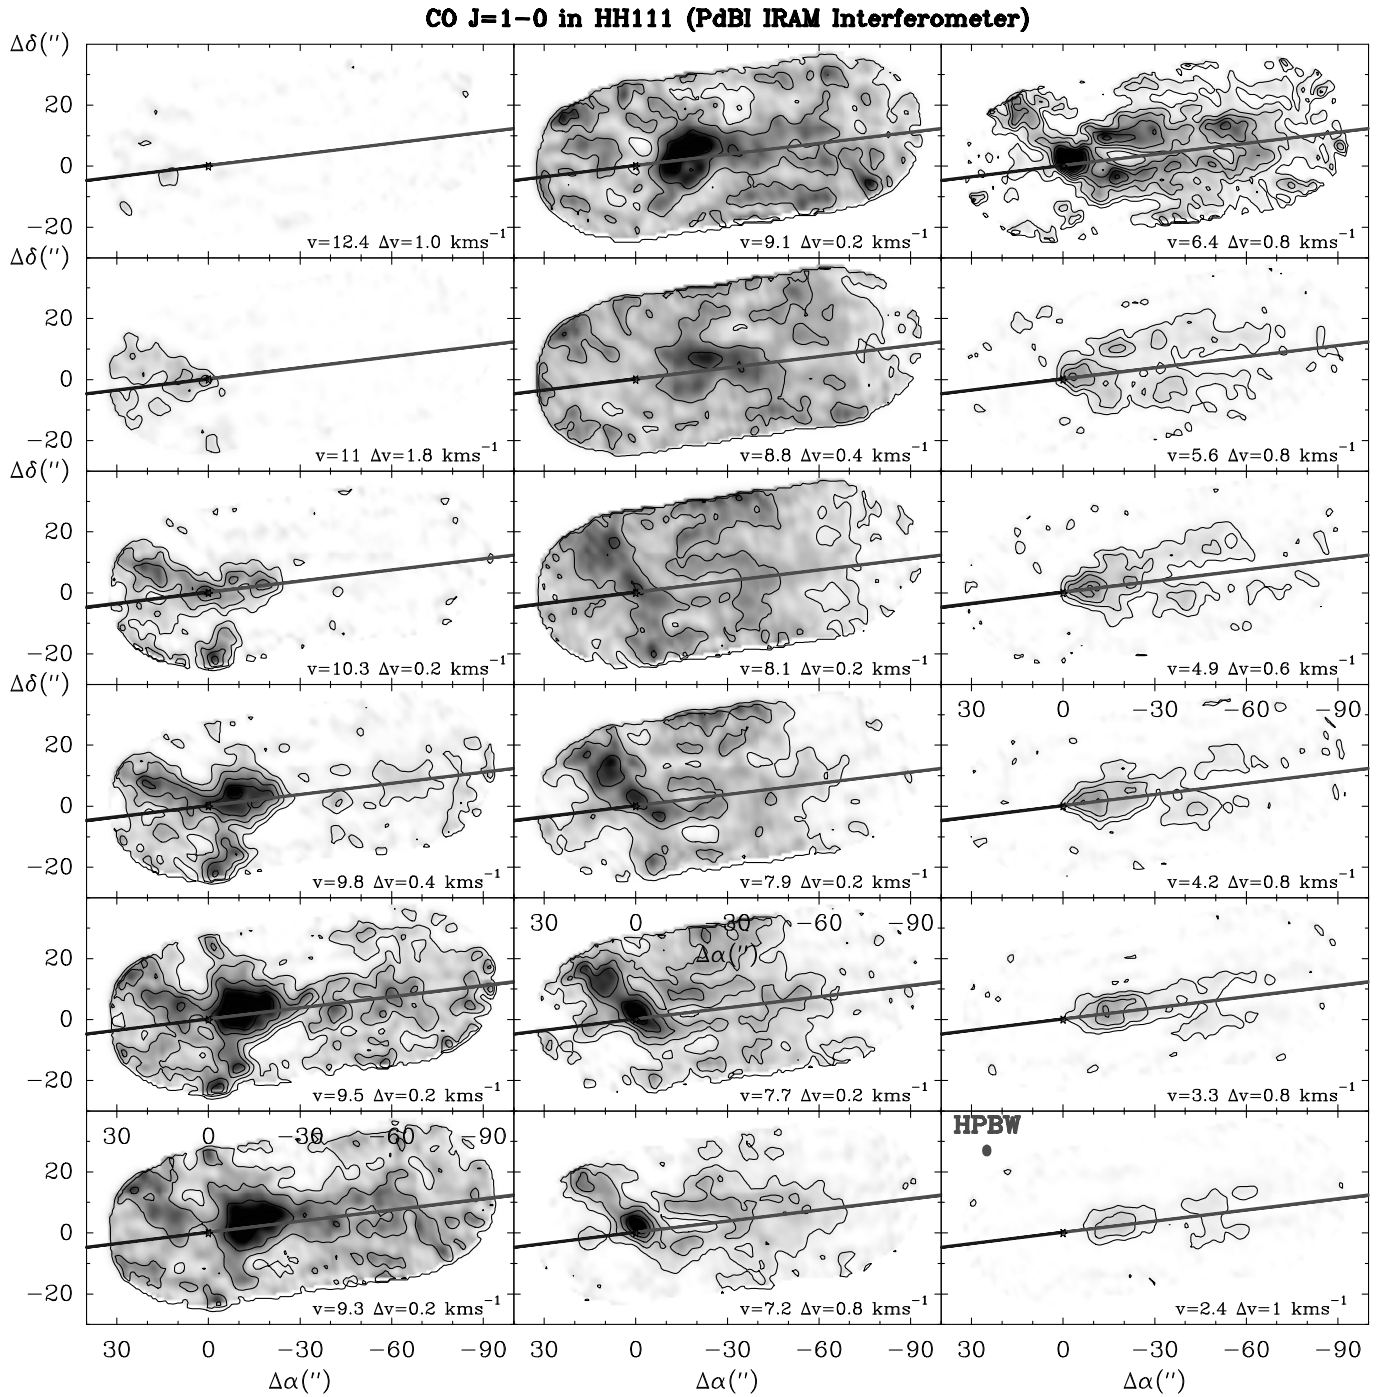 CO J=1-0 in HH111 (PdBI IRAM Interferometer)
Δδ(″)
20
0
-20
v=12.4 Δv=1.0 kms⁻¹
v=9.1 Δv=0.2 kms⁻¹
v=6.4 Δv=0.8 kms⁻¹
Δδ(″)
20
0
-20
v=11 Δv=1.8 kms⁻¹
v=8.8 Δv=0.4 kms⁻¹
v=5.6 Δv=0.8 kms⁻¹
Δδ(″)
20
0
-20
v=10.3 Δv=0.2 kms⁻¹
v=8.1 Δv=0.2 kms⁻¹
v=4.9 Δv=0.6 kms⁻¹
Δδ(″)
30 0 -30 -60 -90
20
0
-20
v=9.8 Δv=0.4 kms⁻¹
v=7.9 Δv=0.2 kms⁻¹
v=4.2 Δv=0.8 kms⁻¹
30 0 -30 -60 -90
Δα(″)
20
0
-20
v=9.5 Δv=0.2 kms⁻¹
v=7.7 Δv=0.2 kms⁻¹
v=3.3 Δv=0.8 kms⁻¹
HPBW
30 0 -30 -60 -90
20
0
-20
v=9.3 Δv=0.2 kms⁻¹
v=7.2 Δv=0.8 kms⁻¹
v=2.4 Δv=1 kms⁻¹
30 0 -30 -60 -90
30 0 -30 -60 -90
30 0 -30 -60 -90
Δα(″)
Δα(″)
Δα(″)